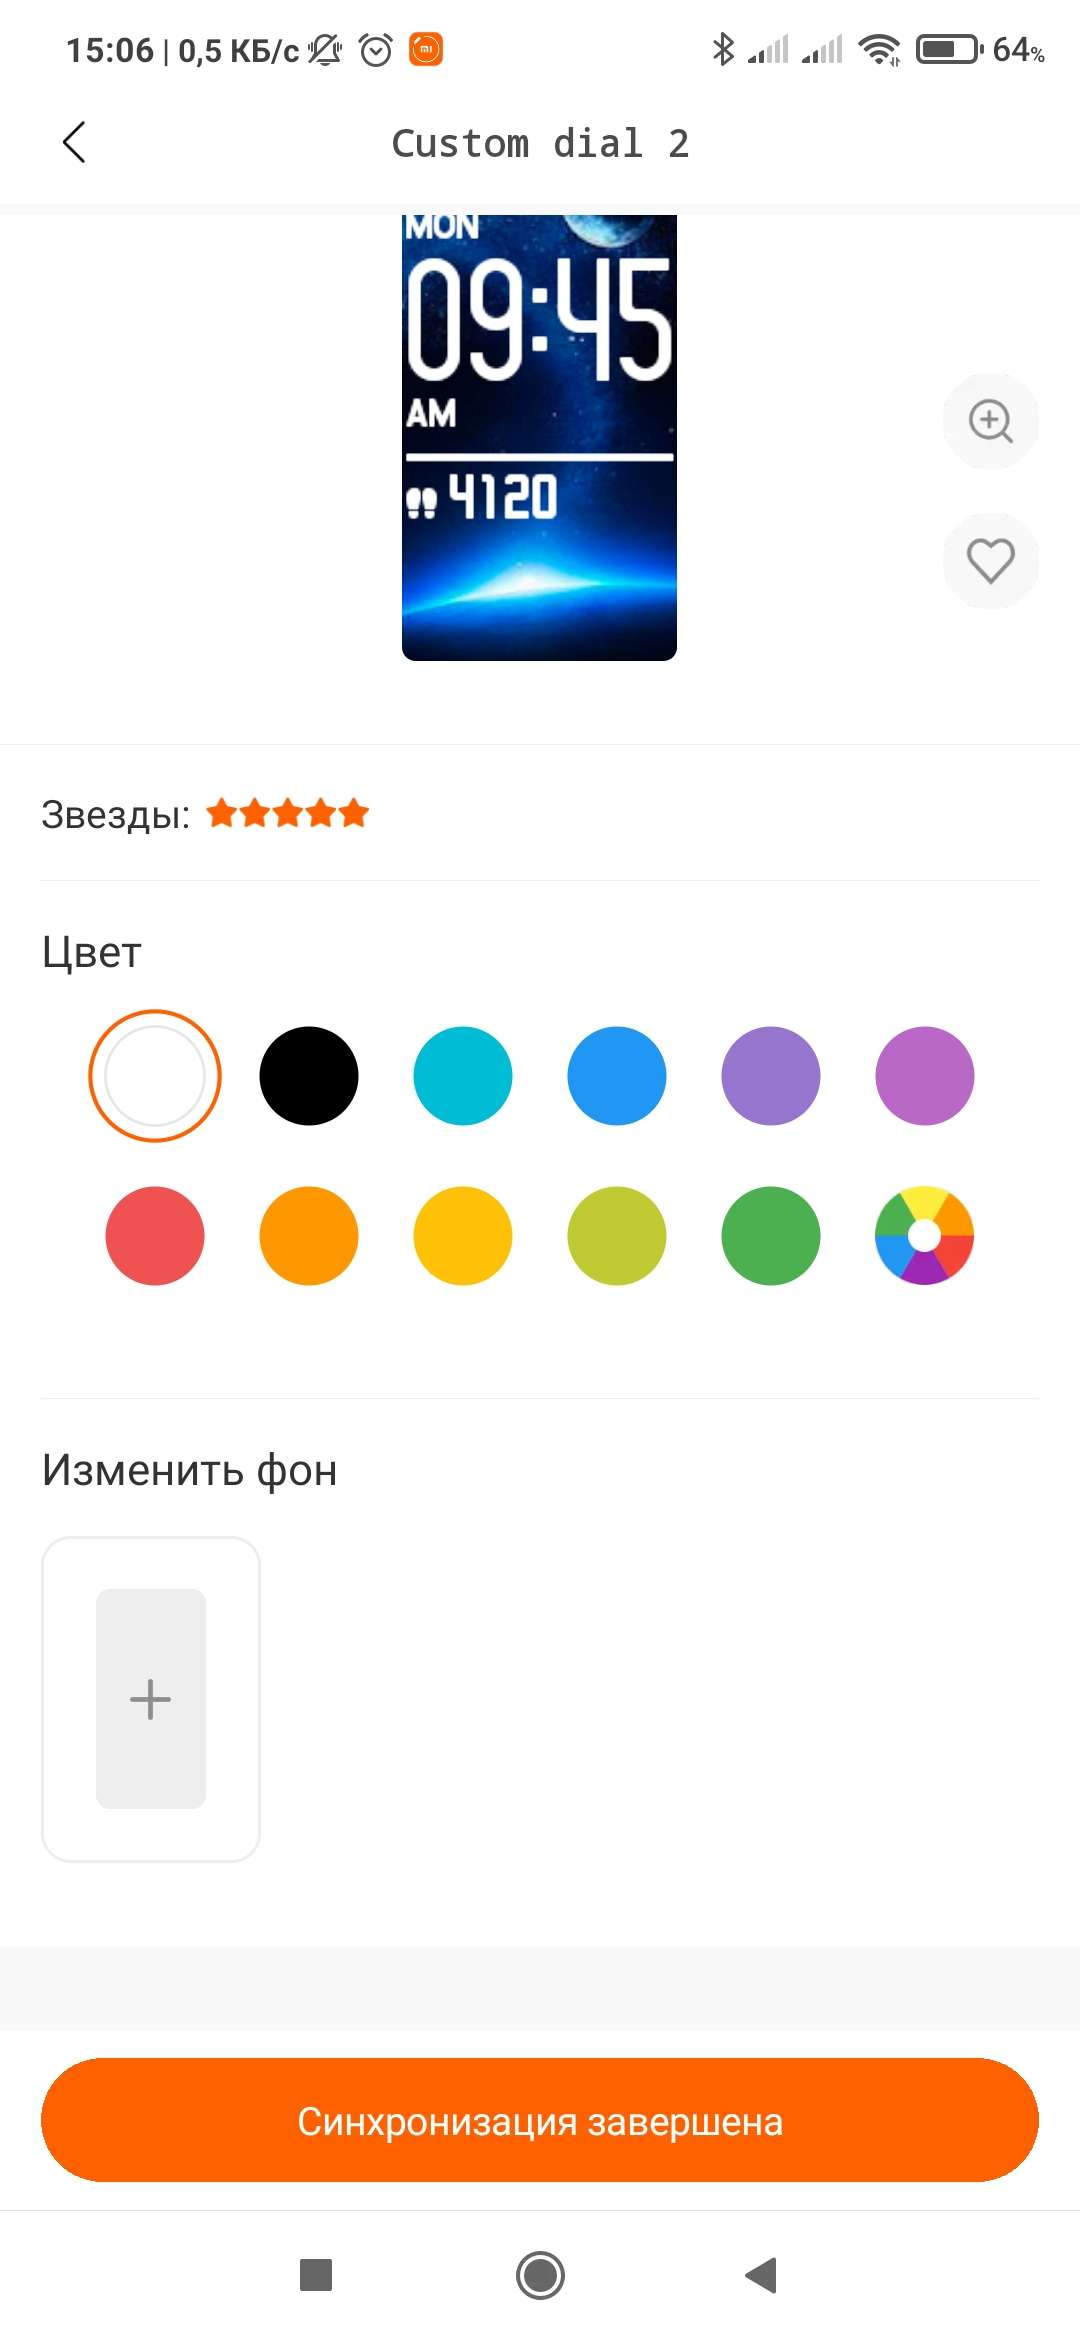 15:06 | 0,5 КБ/с 64%
Custom dial 2
MON
09:45
AM
4120
Звезды:
Цвет
Изменить фон
Синхронизация завершена